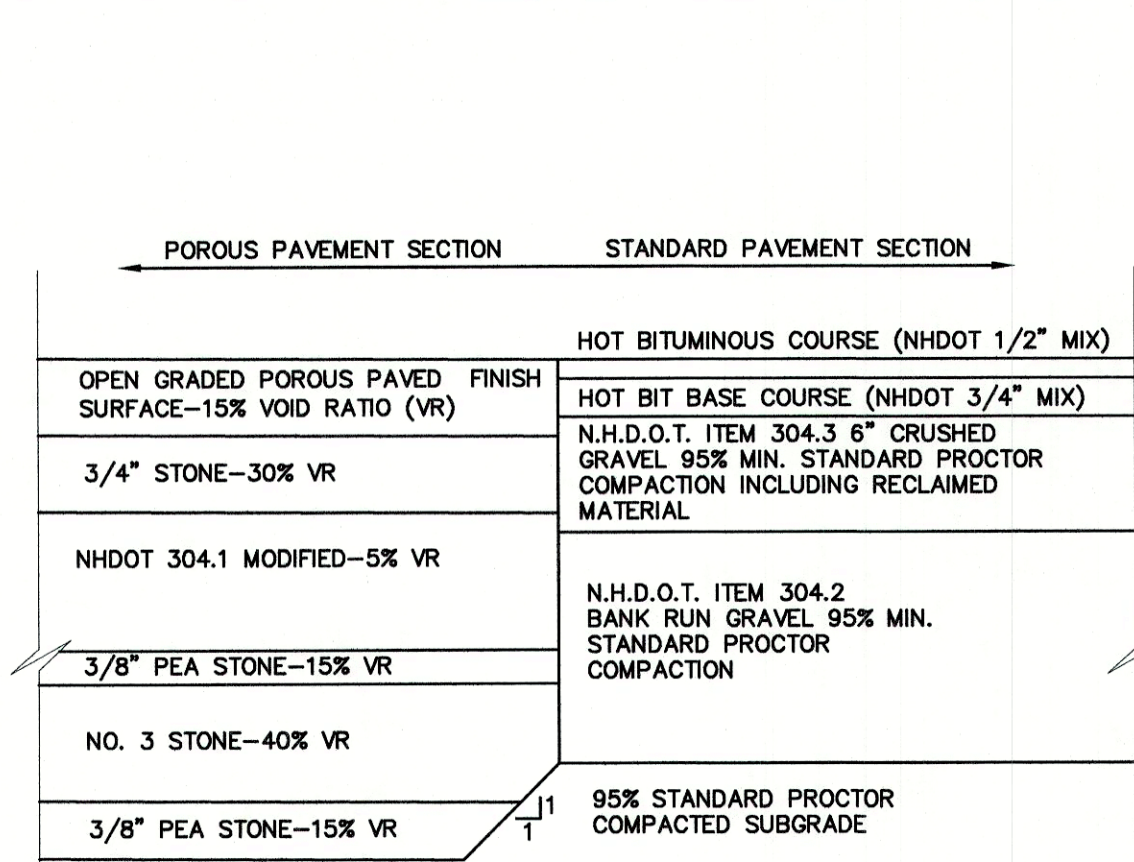 POROUS PAVEMENT SECTION
STANDARD PAVEMENT SECTION
HOT BITUMINOUS COURSE (NHDOT 1/2" MIX)
OPEN GRADED POROUS PAVED FINISH
SURFACE-15% VOID RATIO (VR)
HOT BIT BASE COURSE (NHDOT 3/4" MIX)
3/4" STONE-30% VR
N.H.D.O.T. ITEM 304.3 6" CRUSHED
GRAVEL 95% MIN. STANDARD PROCTOR
COMPACTION INCLUDING RECLAIMED
MATERIAL
NHDOT 304.1 MODIFIED-5% VR
N.H.D.O.T. ITEM 304.2
BANK RUN GRAVEL 95% MIN.
STANDARD PROCTOR
COMPACTION
3/8" PEA STONE-15% VR
NO. 3 STONE-40% VR
3/8" PEA STONE-15% VR
1
1
95% STANDARD PROCTOR
COMPACTED SUBGRADE